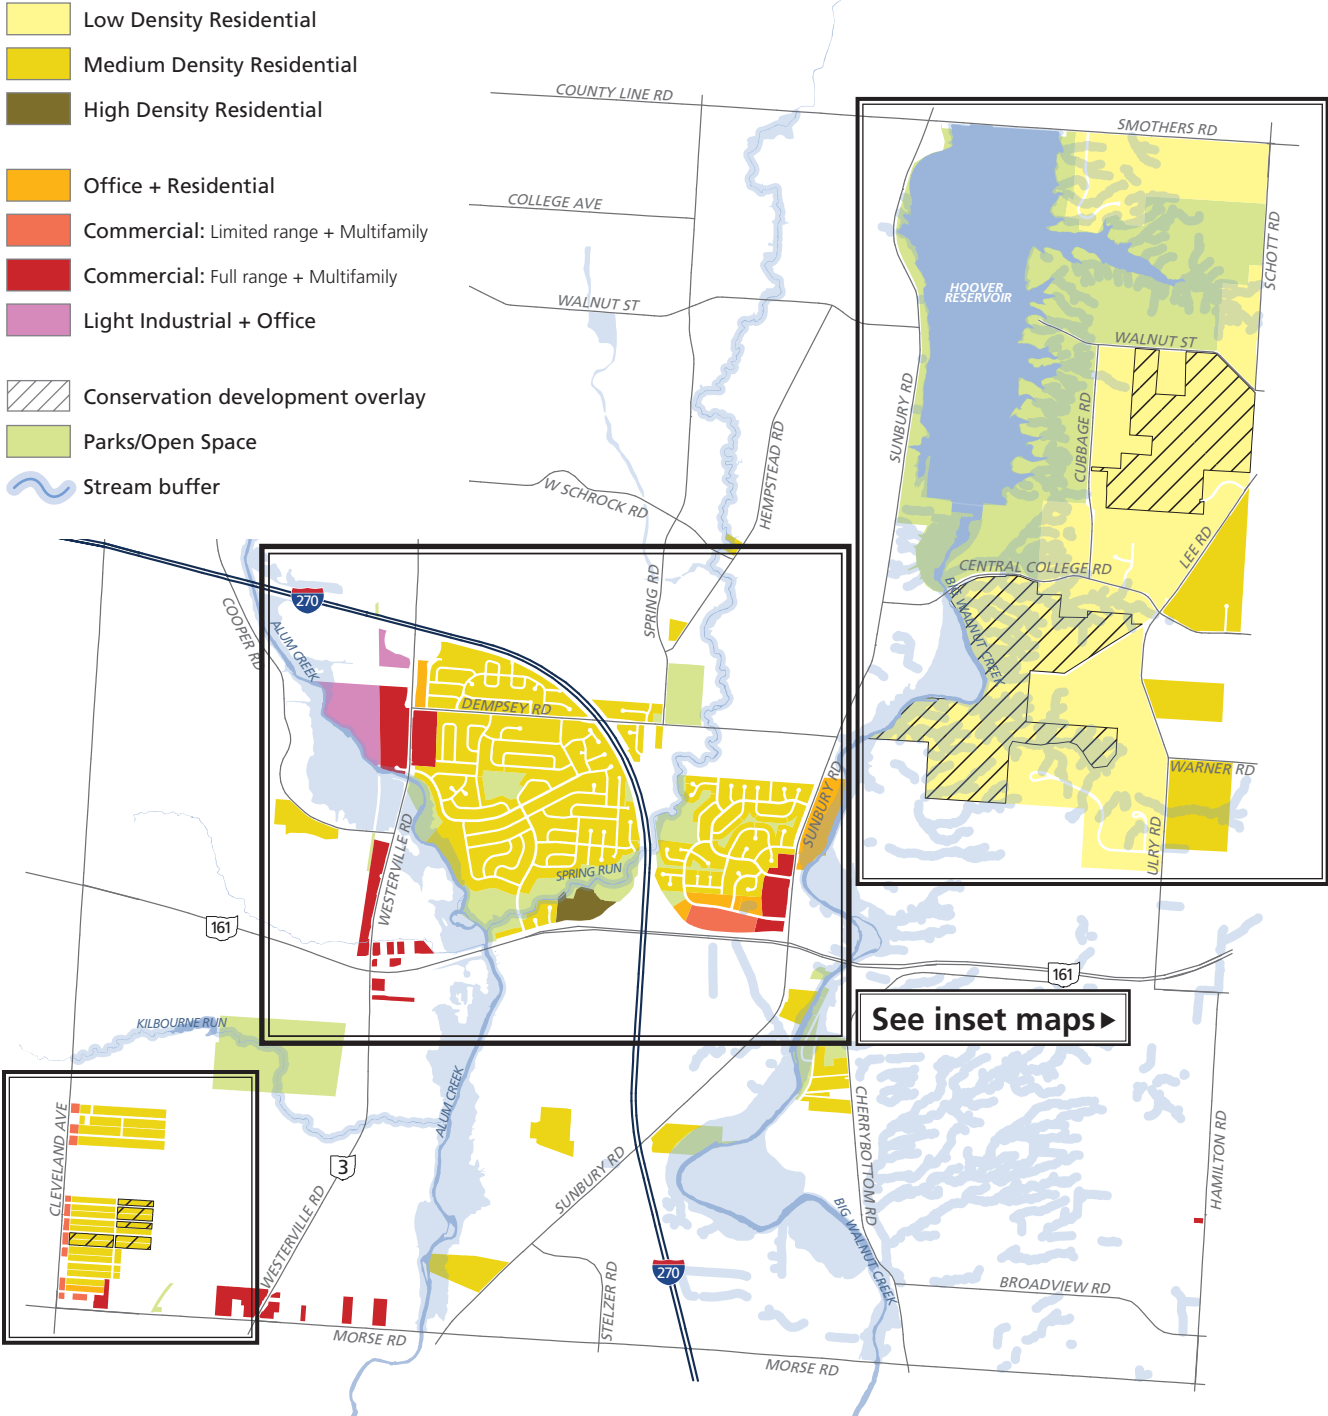 Low Density Residential
Medium Density Residential
High Density Residential
Office + Residential
Commercial: Limited range + Multifamily
Commercial: Full range + Multifamily
Light Industrial + Office
Conservation development overlay
Parks/Open Space
Stream buffer
COUNTY LINE RD
SMOTHERS RD
COLLEGE AVE
SCHOTT RD
HOOVER
RESERVOIR
WALNUT ST
WALNUT ST
SUNBURY RD
CUBBAGE RD
HEMPSTEAD RD
W SCHROCK RD
LEE RD
CENTRAL COLLEGE RD
BIG WALNUT CREEK
270
COOPER RD
ALUM CREEK
SPRING RD
DEMPSEY RD
WARNER RD
SUNBURY RD
ULRY RD
WESTERVILLE RD
SPRING RUN
161
161
See inset maps
KILBOURNE RUN
ALUM CREEK
CLEVELAND AVE
CHERRYBOTTOM RD
HAMILTON RD
3
SUNBURY RD
WESTERVILLE RD
BIG WALNUT CREEK
270
STELZER RD
BROADVIEW RD
MORSE RD
MORSE RD